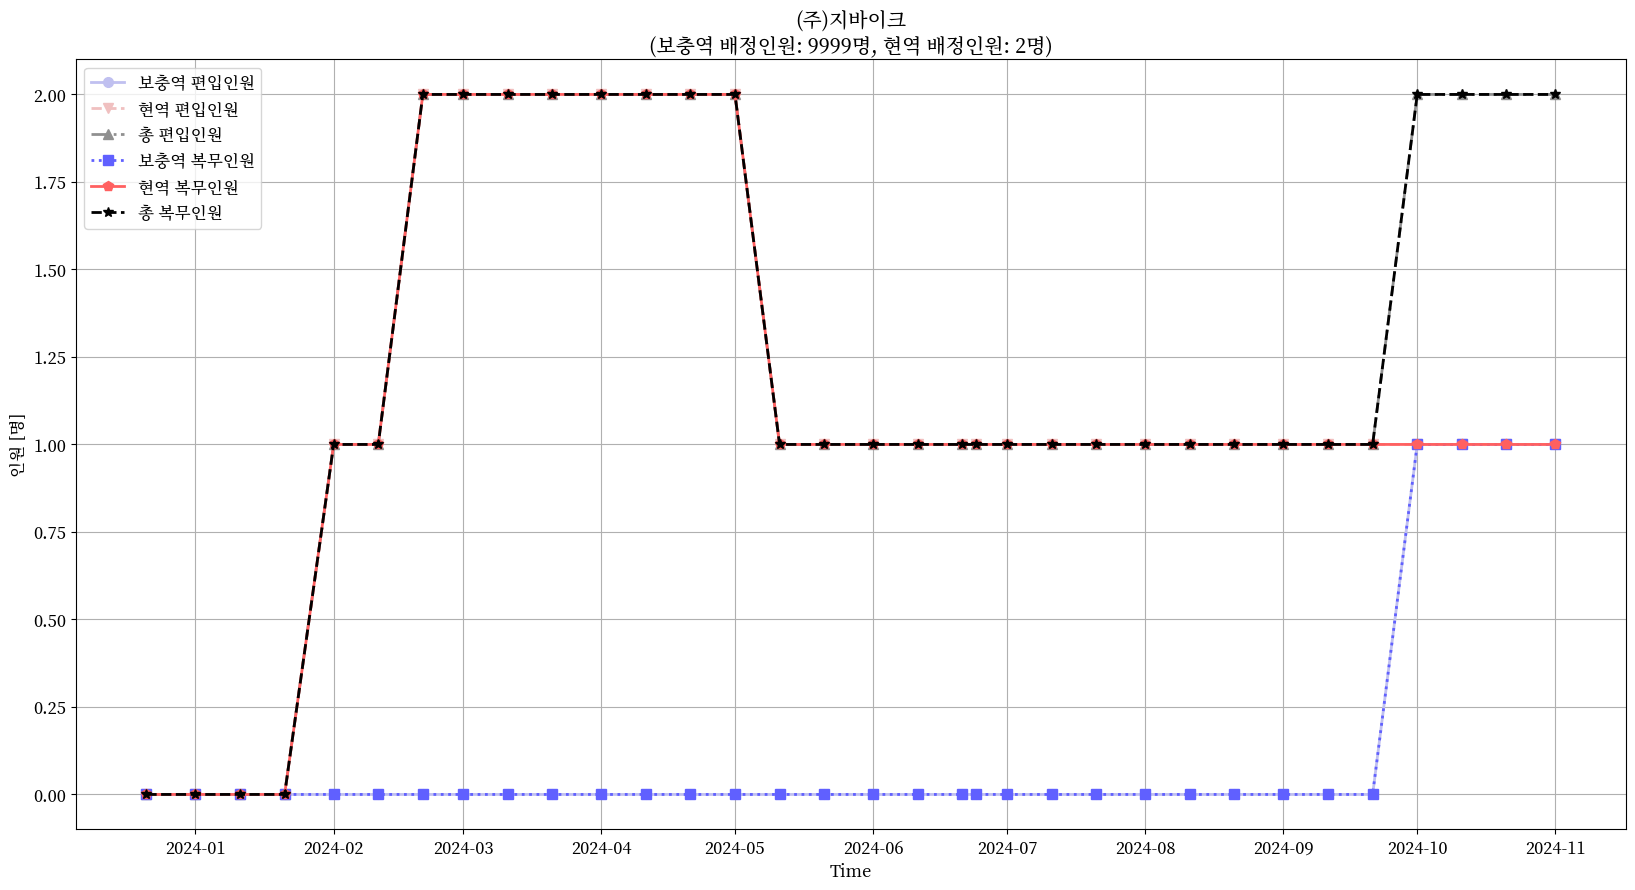 (주)지바이크
(보충역 배정인원: 9999명, 현역 배정인원: 2명)
보충역 편입인원
현역 편입인원
총 편입인원
보충역 복무인원
현역 복무인원
총 복무인원
2.00
1.75
1.50
1.25
1.00
0.75
0.50
0.25
0.00
인원 [명]
2024-01 2024-02 2024-03 2024-04 2024-05 2024-06 2024-07 2024-08 2024-09 2024-10 2024-11
Time